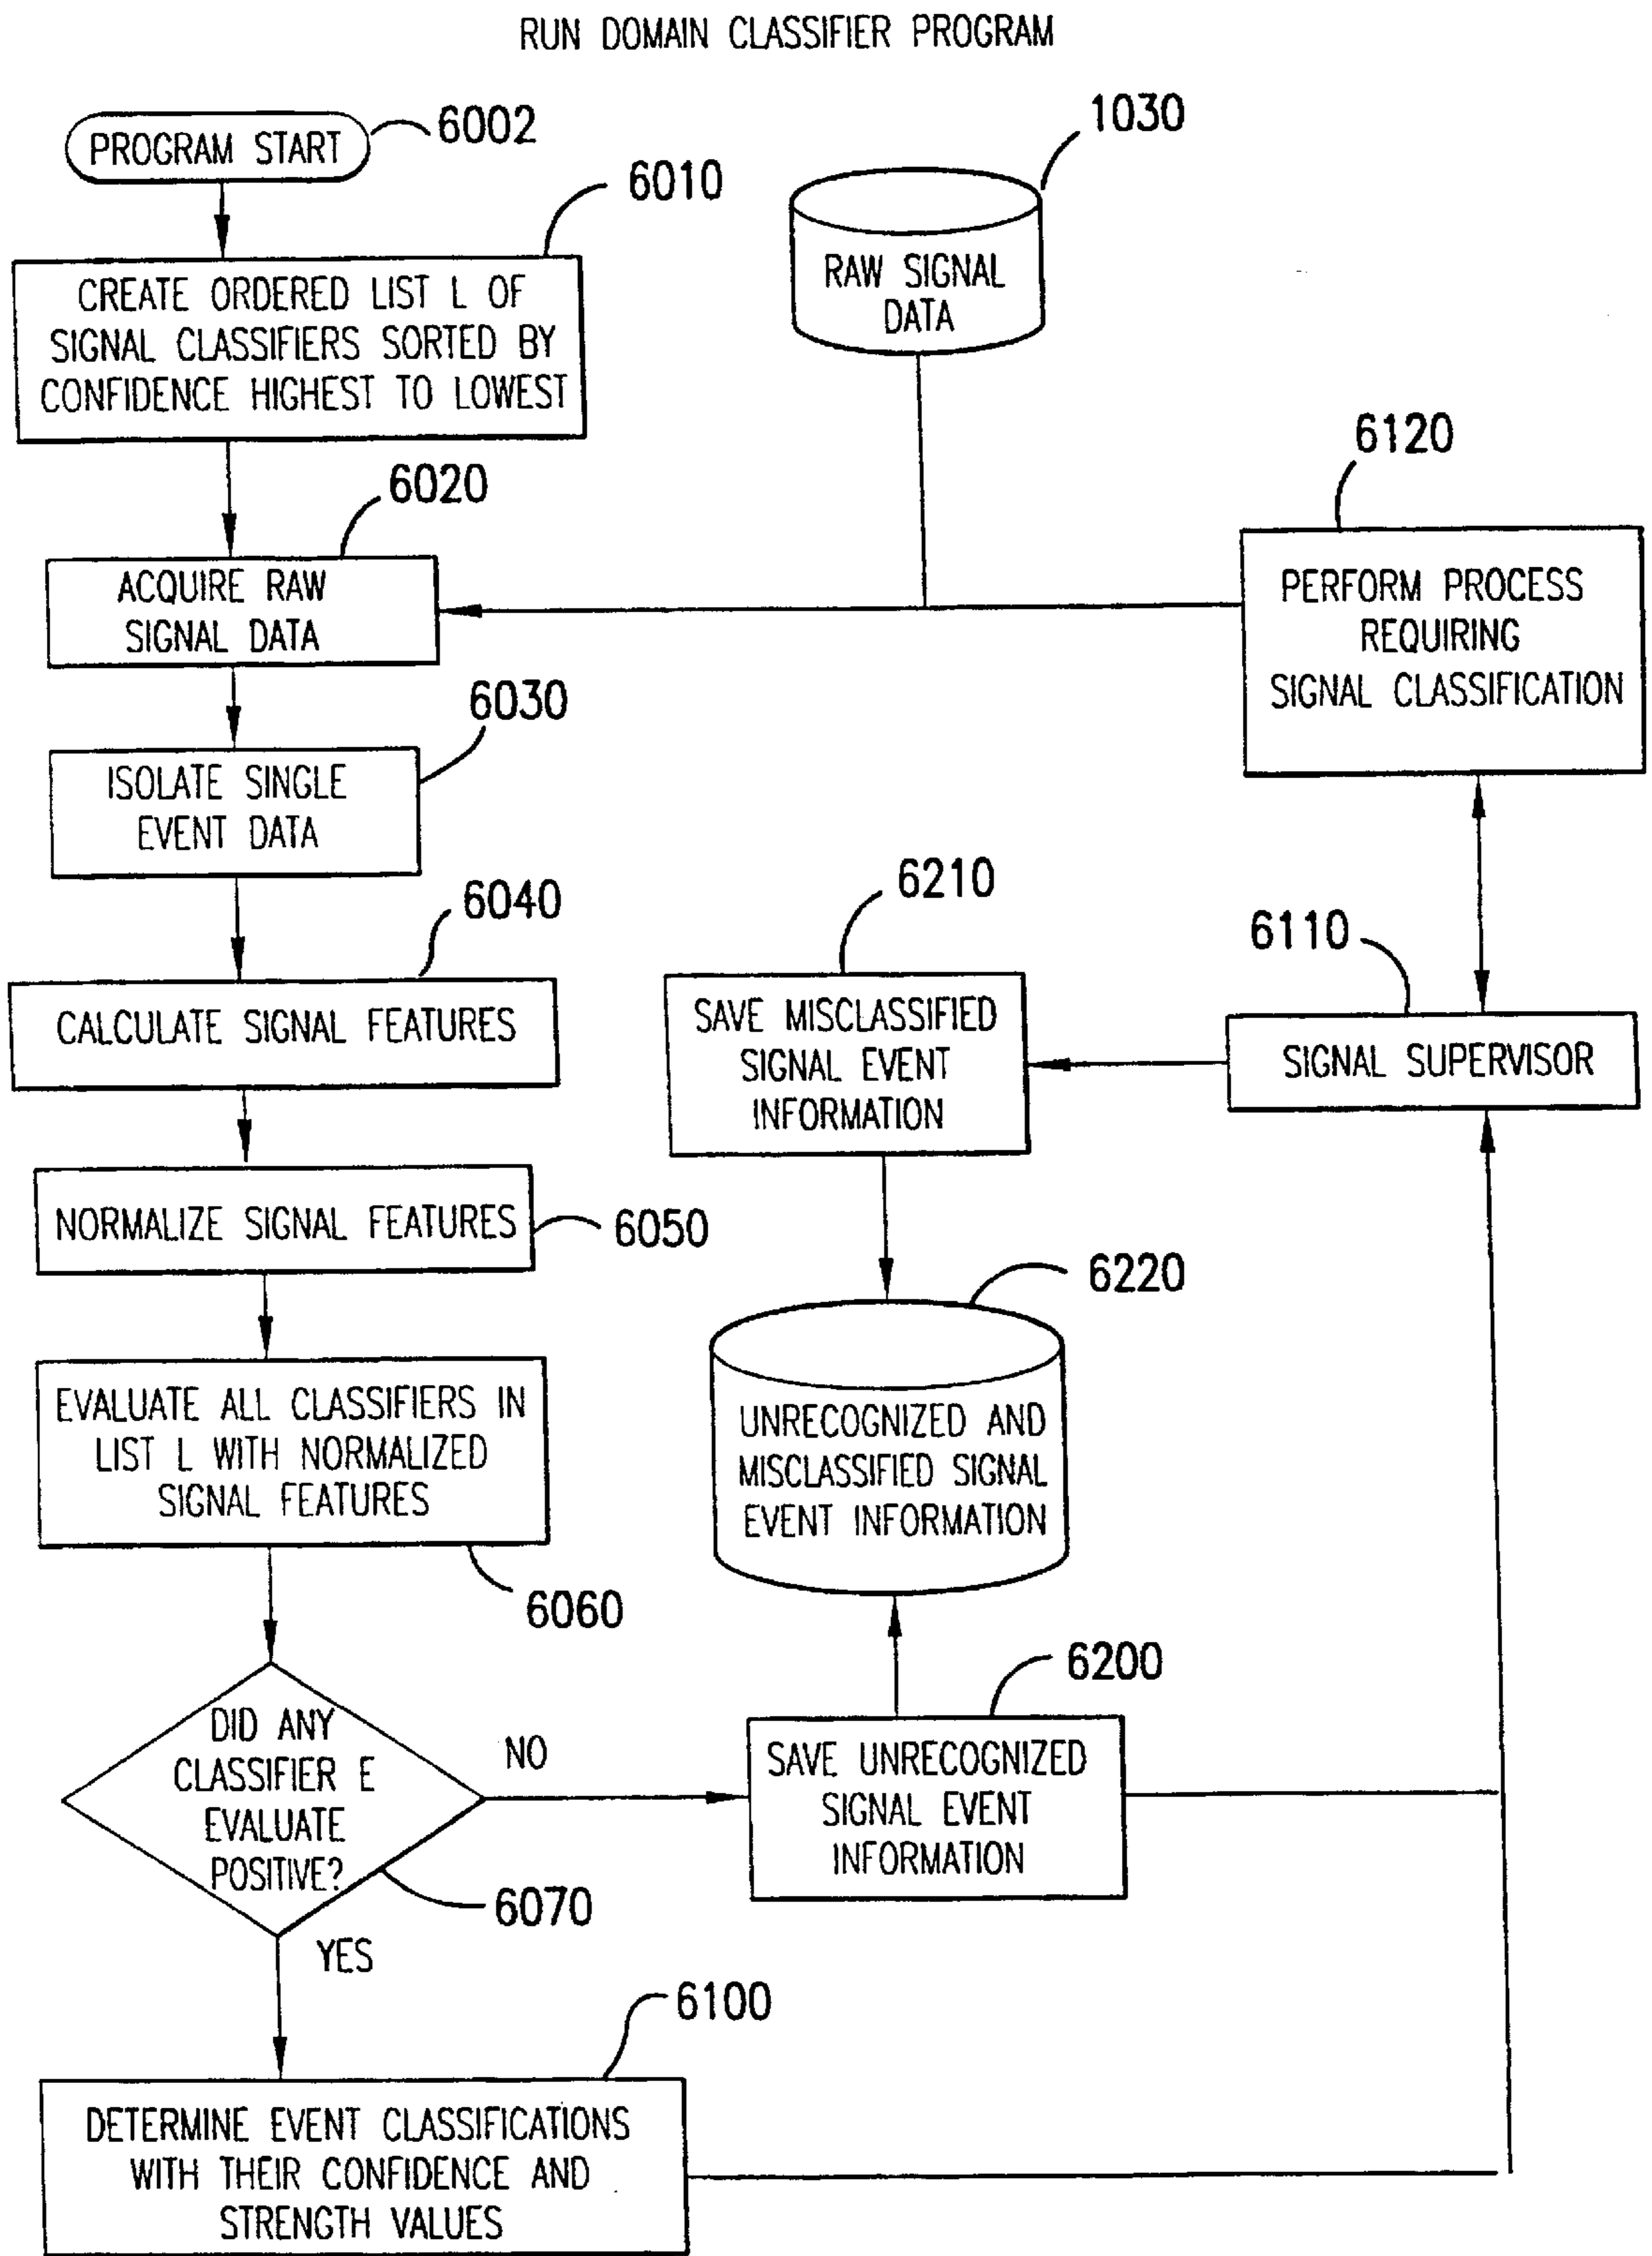 RUN DOMAIN CLASSIFIER PROGRAM
PROGRAM START
6002
1030
6010
CREATE ORDERED LIST L OF
SIGNAL CLASSIFIERS SORTED BY
CONFIDENCE HIGHEST TO LOWEST
RAW SIGNAL
DATA
6020
ACQUIRE RAW
SIGNAL DATA
6120
PERFORM PROCESS
REQUIRING
SIGNAL CLASSIFICATION
6030
ISOLATE SINGLE
EVENT DATA
6040
CALCULATE SIGNAL FEATURES
6210
SAVE MISCLASSIFIED
SIGNAL EVENT
INFORMATION
6110
SIGNAL SUPERVISOR
NORMALIZE SIGNAL FEATURES
6050
6220
UNRECOGNIZED AND
MISCLASSIFIED SIGNAL
EVENT INFORMATION
EVALUATE ALL CLASSIFIERS IN
LIST L WITH NORMALIZED
SIGNAL FEATURES
6060
DID ANY
CLASSIFIER E
EVALUATE
POSITIVE?
6070
NO
6200
SAVE UNRECOGNIZED
SIGNAL EVENT
INFORMATION
YES
6100
DETERMINE EVENT CLASSIFICATIONS
WITH THEIR CONFIDENCE AND
STRENGTH VALUES